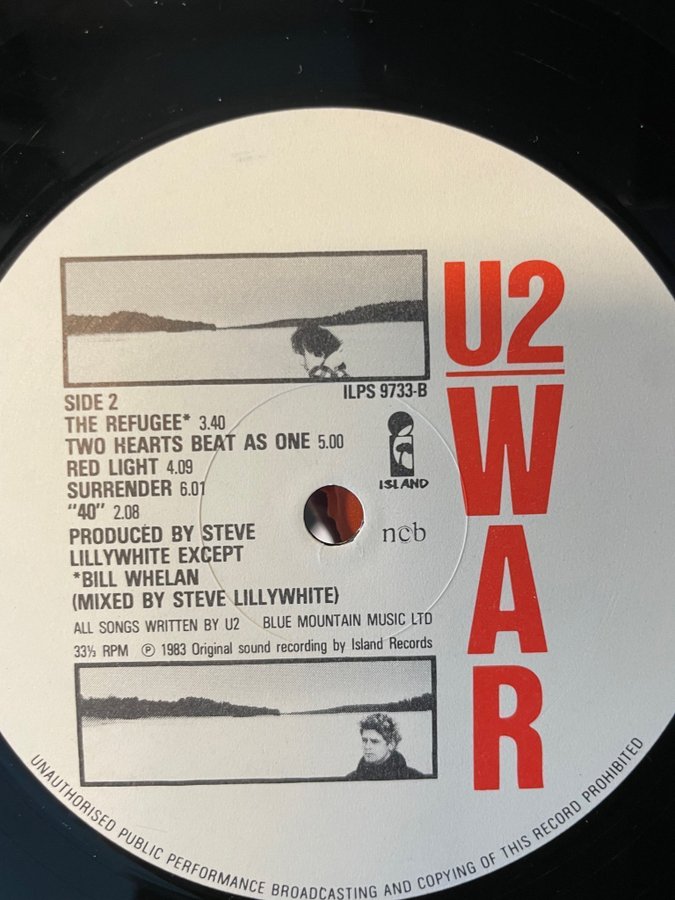 U2
WAR
ILPS 9733-B
SIDE 2
THE REFUGEE* 3.40
TWO HEARTS BEAT AS ONE 5.00
RED LIGHT 4.09
SURRENDER 6.01
"40" 2.08
PRODUCED BY STEVE
LILLYWHITE EXCEPT
*BILL WHELAN
(MIXED BY STEVE LILLYWHITE)
ISLAND
ncb
ALL SONGS WRITTEN BY U2 BLUE MOUNTAIN MUSIC LTD
33⅓ RPM ℗ 1983 Original sound recording by Island Records
UNAUTHORISED PUBLIC PERFORMANCE BROADCASTING AND COPYING OF THIS RECORD PROHIBITED